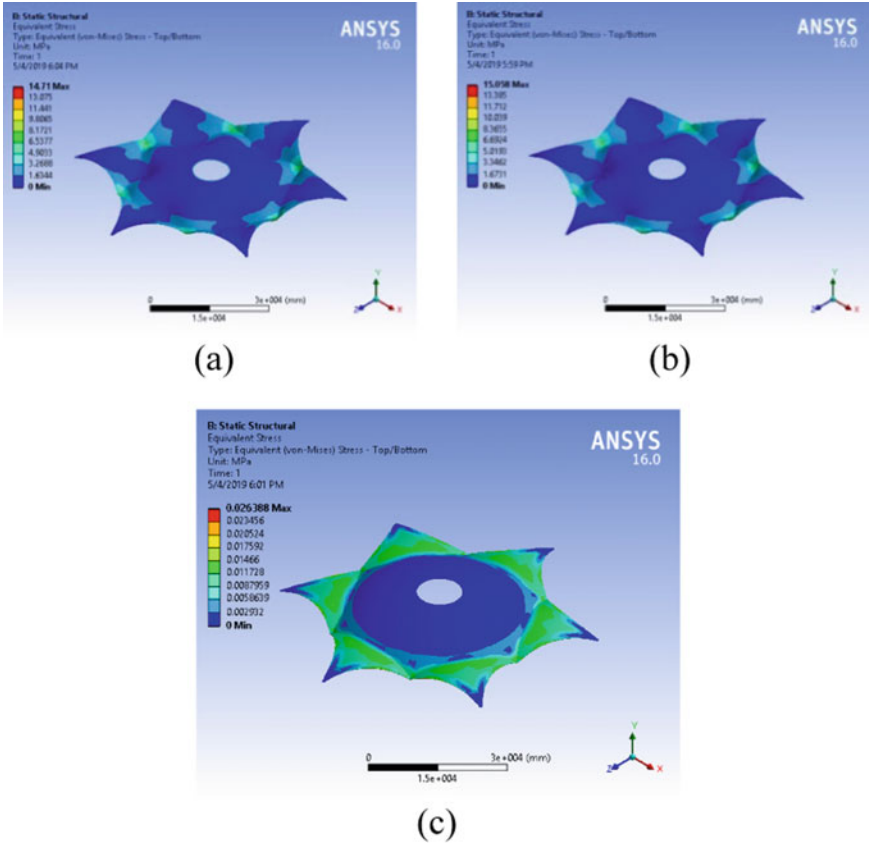 B: Static Structural
Equivalent Stress
Type: Equivalent (von-Mises) Stress - Top/Bottom
Unit: MPa
Time: 1
5/4/2019 6:04 PM
ANSYS
16.0
14.71 Max
13.075
11.441
9.8065
8.1721
6.5377
4.9033
3.2688
1.6344
0 Min
0
3e+004 (mm)
1.5e+004
Y
Z
X
(a)
B: Static Structural
Equivalent Stress
Type: Equivalent (von-Mises) Stress - Top/Bottom
Unit: MPa
Time: 1
5/4/2019 5:59 PM
ANSYS
16.0
15.058 Max
13.385
11.712
10.039
8.3655
6.6924
5.0193
3.3462
1.6731
0 Min
0
3e+004 (mm)
1.5e+004
Y
Z
X
(b)
B: Static Structural
Equivalent Stress
Type: Equivalent (von-Mises) Stress - Top/Bottom
Unit: MPa
Time: 1
5/4/2019 6:01 PM
ANSYS
16.0
0.026388 Max
0.023456
0.020524
0.017592
0.01466
0.011728
0.0087959
0.0058639
0.002932
0 Min
0
3e+004 (mm)
1.5e+004
Y
Z
X
(c)